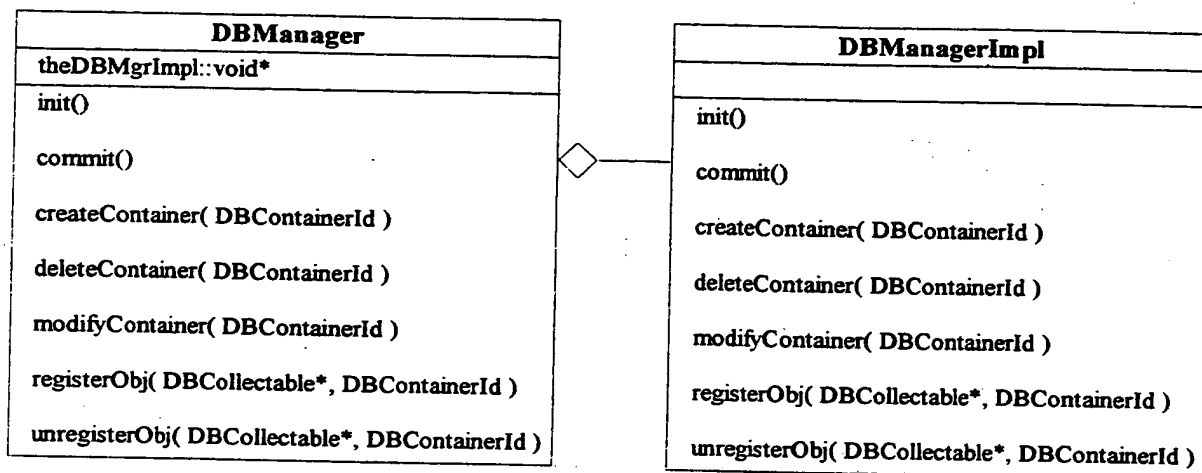 DBManager
theDBMgrImpl::void*
init()
commit()
createContainer( DBContainerId )
deleteContainer( DBContainerId )
modifyContainer( DBContainerId )
registerObj( DBCollectable*, DBContainerId )
unregisterObj( DBCollectable*, DBContainerId )
DBManagerImpl
init()
commit()
createContainer( DBContainerId )
deleteContainer( DBContainerId )
modifyContainer( DBContainerId )
registerObj( DBCollectable*, DBContainerId )
unregisterObj( DBCollectable*, DBContainerId )